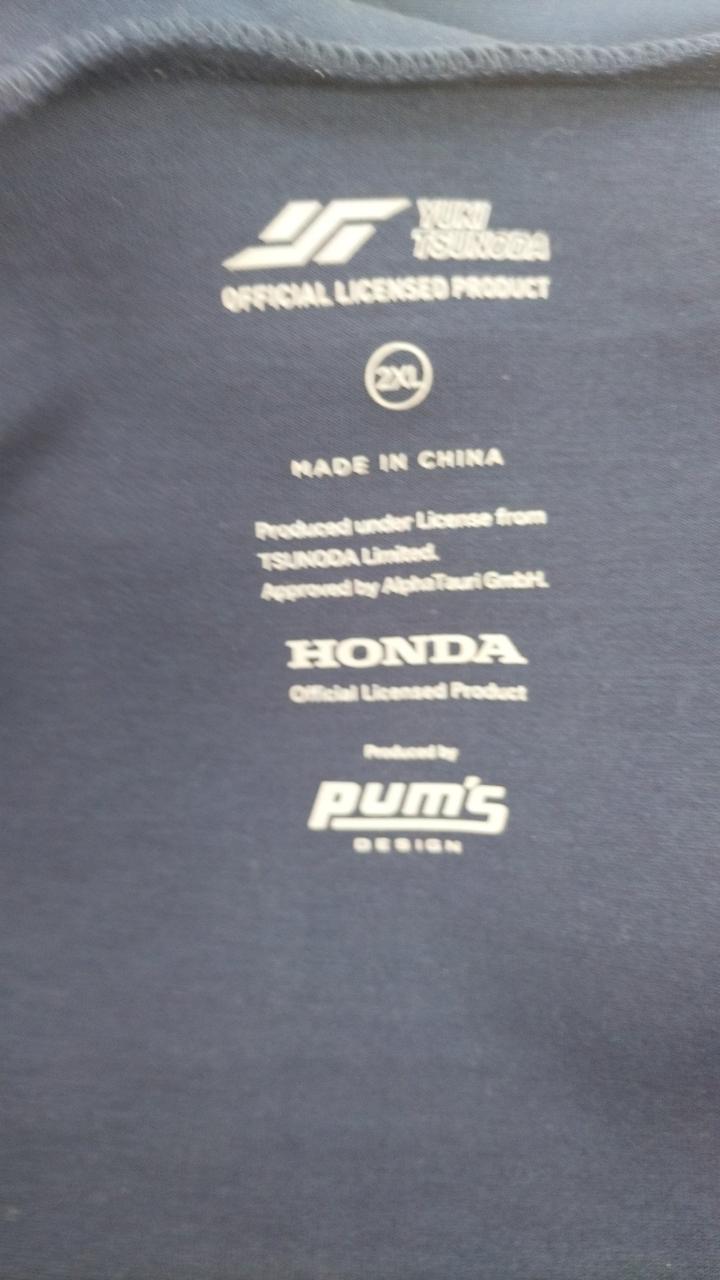 YUKI
TSUNODA
OFFICIAL LICENSED PRODUCT
2XL
MADE IN CHINA
Produced under License from
TSUNODA Limited.
Approved by AlphaTauri GmbH.
HONDA
Official Licensed Product
Produced by
pum's
DESIGN